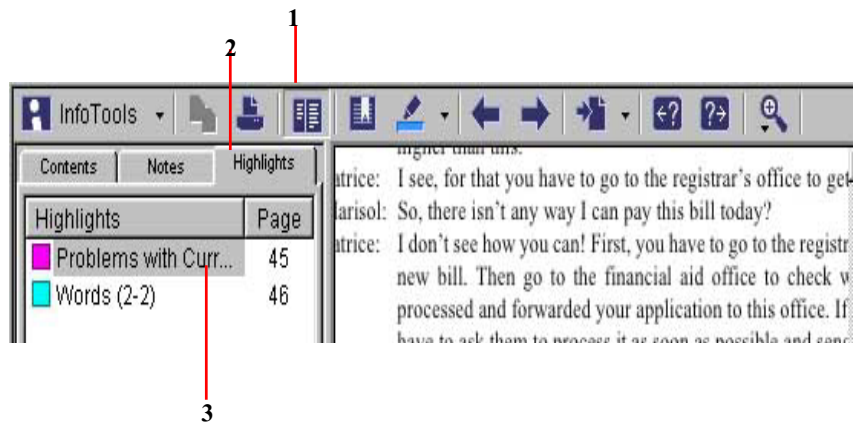 1
2
InfoTools
Contents Notes Highlights
Highlights Page
Problems with Curr... 45
Words (2-2) 46
higher than this.
atrice: I see, for that you have to go to the registrar's office to get
larisol: So, there isn't any way I can pay this bill today?
atrice: I don't see how you can! First, you have to go to the registr
new bill. Then go to the financial aid office to check w
processed and forwarded your application to this office. If
have to ask them to process it as soon as possible and send
3